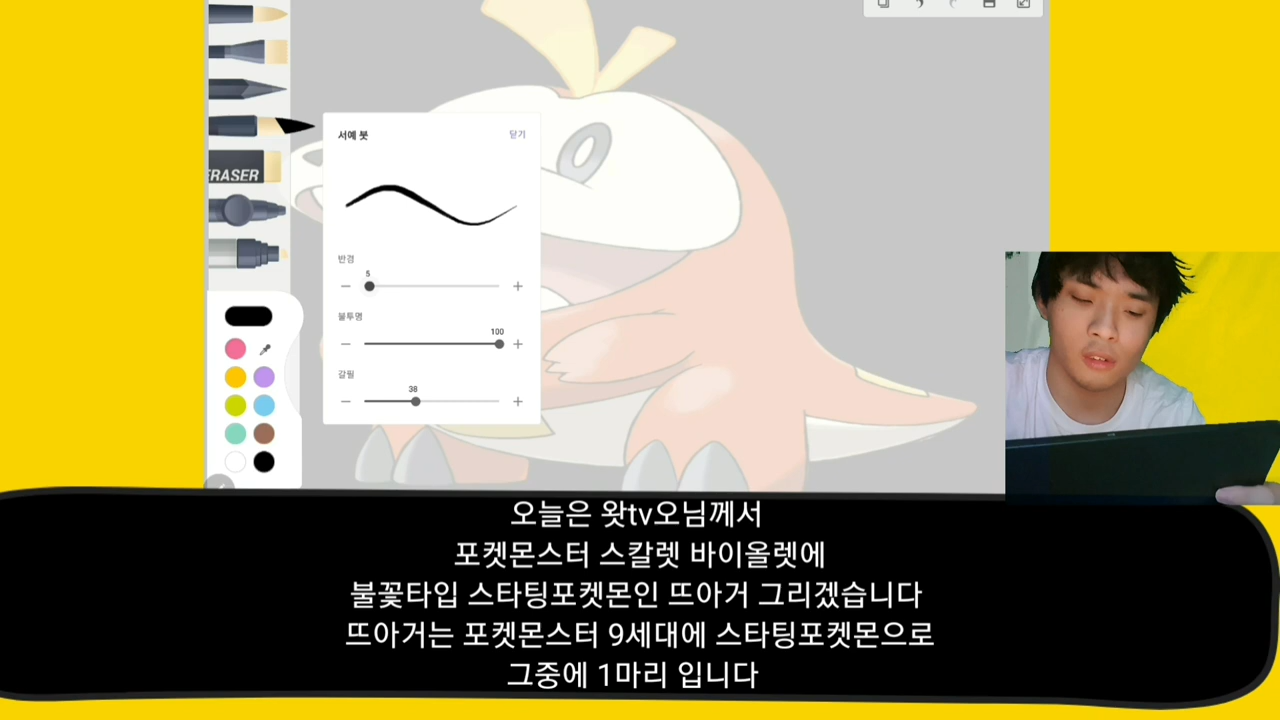 ERASER
서예 붓
닫기
반경
5
불투명
100
갈필
38
오늘은 왓tv오님께서
포켓몬스터 스칼렛 바이올렛에
불꽃타입 스타팅포켓몬인 뜨아거 그리겠습니다
뜨아거는 포켓몬스터 9세대에 스타팅포켓몬으로
그중에 1마리 입니다